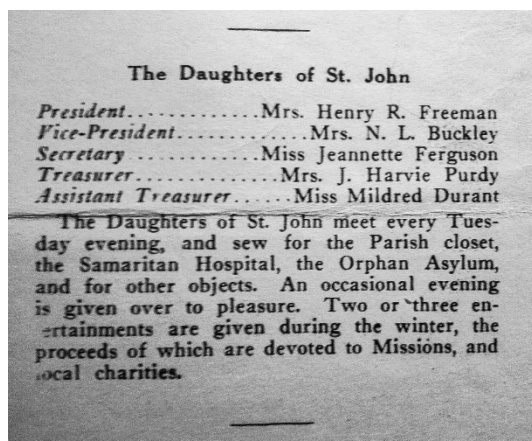 The Daughters of St. John
President.............Mrs. Henry R. Freeman
Vice-President.............Mrs. N. L. Buckley
Secretary.............Miss Jeannette Ferguson
Treasurer..............Mrs. J. Harvie Purdy
Assistant Treasurer......Miss Mildred Durant
The Daughters of St. John meet every Tues-
day evening, and sew for the Parish closet,
the Samaritan Hospital, the Orphan Asylum,
and for other objects. An occasional evening
is given over to pleasure. Two or three en-
ertainments are given during the winter, the
proceeds of which are devoted to Missions, and
local charities.